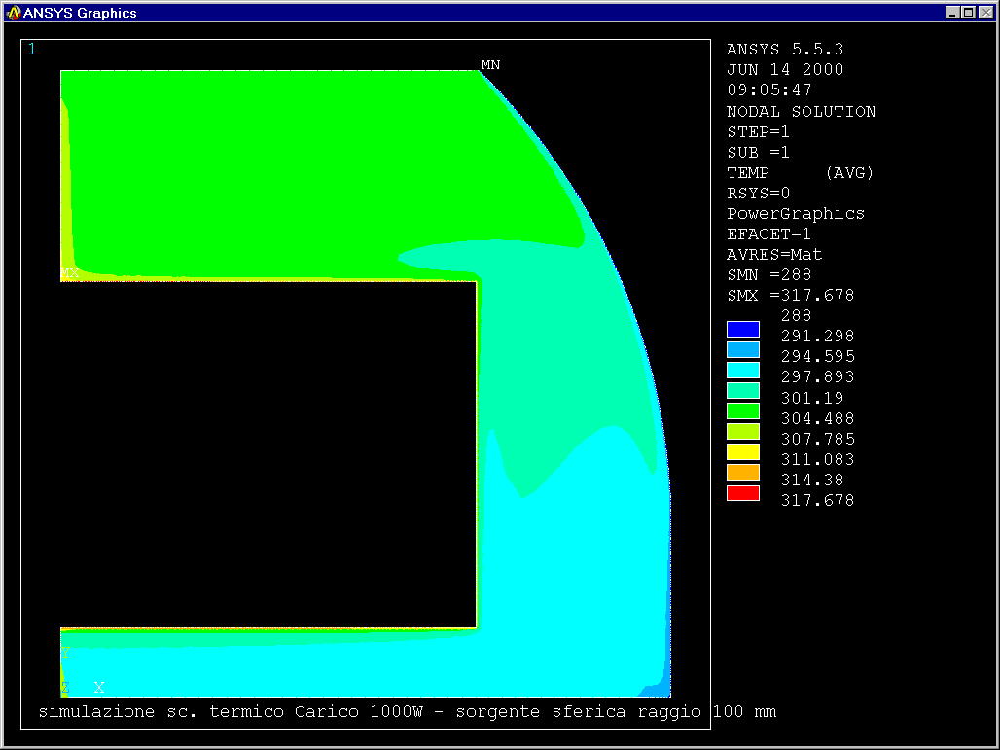 ANSYS Graphics
1
MN
MX
Z X
simulazione sc. termico Carico 1000W - sorgente sferica raggio 100 mm
ANSYS 5.5.3
JUN 14 2000
09:05:47
NODAL SOLUTION
STEP=1
SUB =1
TEMP (AVG)
RSYS=0
PowerGraphics
EFACET=1
AVRES=Mat
SMN =288
SMX =317.678
288
291.298
294.595
297.893
301.19
304.488
307.785
311.083
314.38
317.678